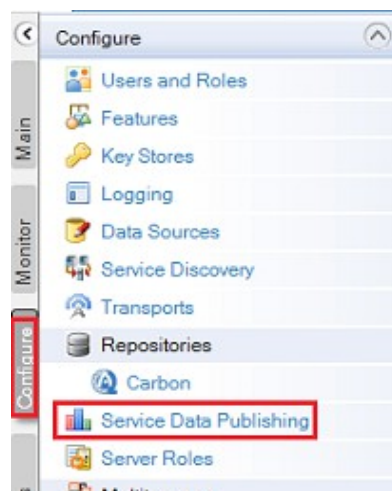 Configure
Users and Roles
Features
Key Stores
Logging
Data Sources
Service Discovery
Transports
Repositories
Carbon
Service Data Publishing
Server Roles
Main
Monitor
Configure